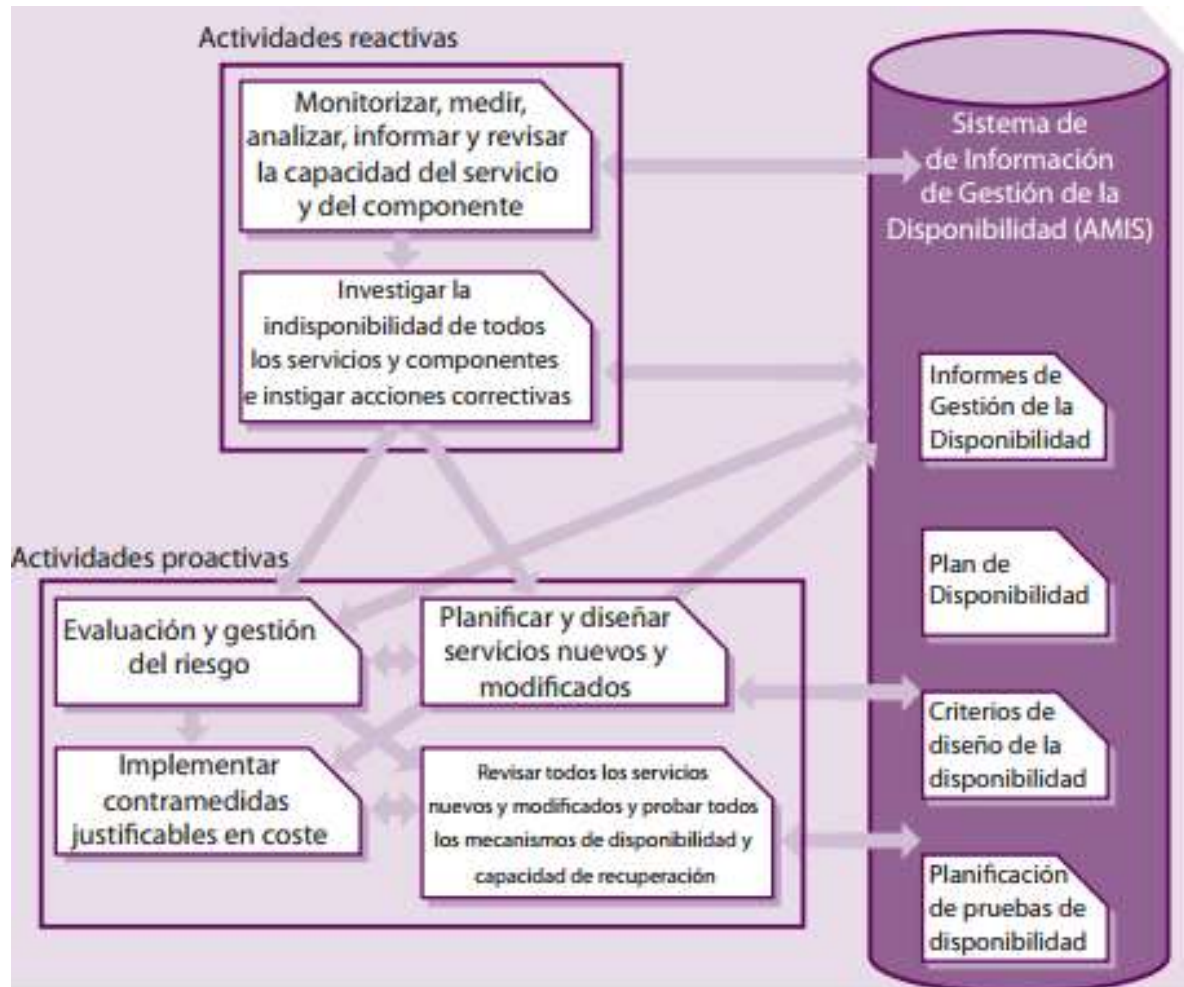 Actividades reactivas
Monitorizar, medir,
analizar, informar y revisar
la capacidad del servicio
y del componente
Investigar la
indisponibilidad de todos
los servicios y componentes
e instigar acciones correctivas
Sistema de
de Información
de Gestión de la
Disponibilidad (AMIS)
Informes de
Gestión de la
Disponibilidad
Plan de
Disponibilidad
Criterios de
diseño de la
disponibilidad
Planificación
de pruebas de
disponibilidad
Actividades proactivas
Evaluación y gestión
del riesgo
Planificar y diseñar
servicios nuevos y
modificados
Implementar
contramedidas
justificables en coste
Revisar todos los servicios
nuevos y modificados y probar todos
los mecanismos de disponibilidad y
capacidad de recuperación